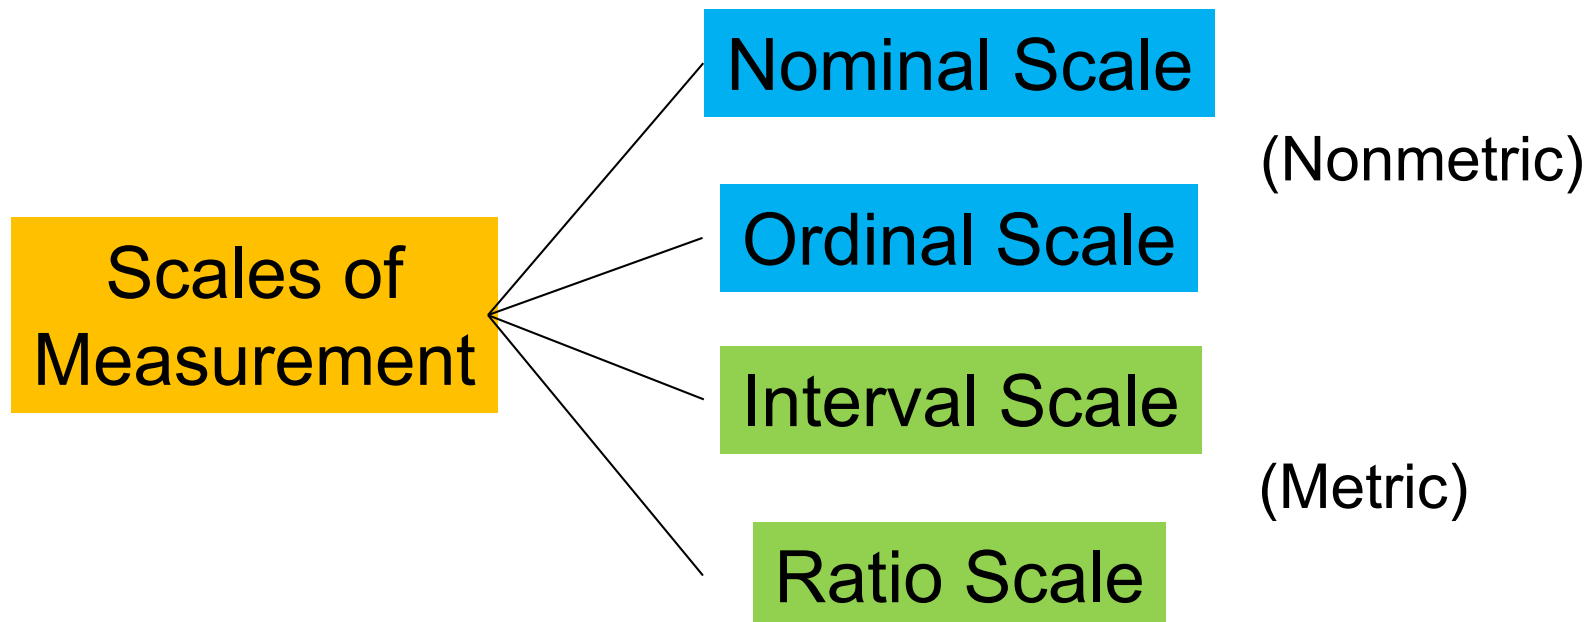 Nominal Scale
(Nonmetric)
Ordinal Scale
Scales of
Measurement
Interval Scale
(Metric)
Ratio Scale